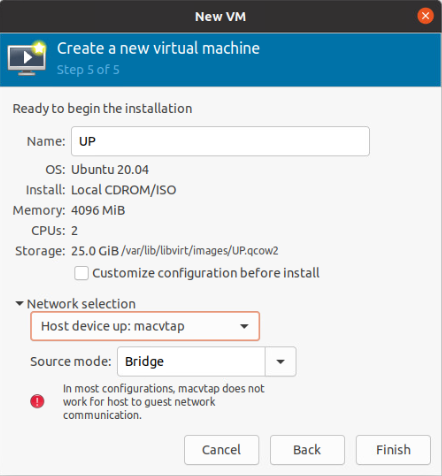 New VM
Create a new virtual machine
Step 5 of 5
Ready to begin the installation
Name: UP
OS: Ubuntu 20.04
Install: Local CDROM/ISO
Memory: 4096 MiB
CPUs: 2
Storage: 25.0 GiB /var/lib/libvirt/images/UP.qcow2
Customize configuration before install
Network selection
Host device up: macvtap
Source mode: Bridge
In most configurations, macvtap does not
work for host to guest network
communication.
Cancel Back Finish